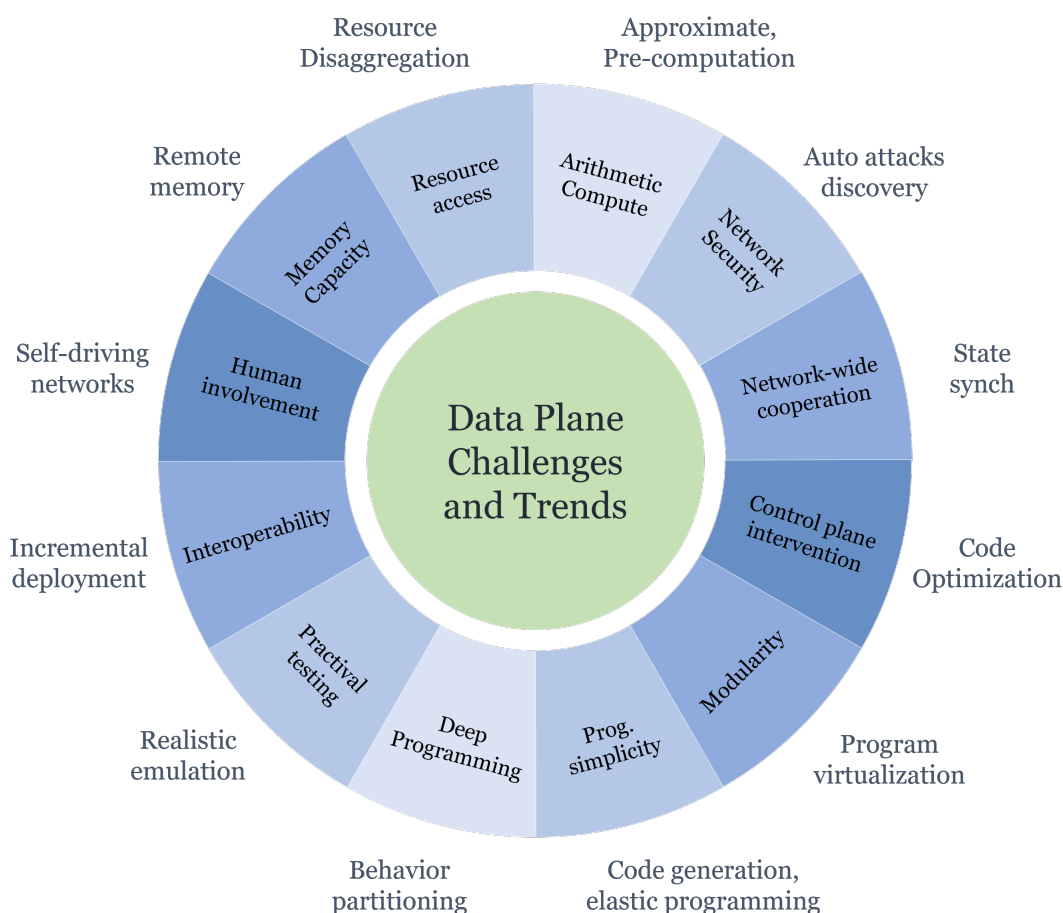 Resource
Disaggregation
Approximate,
Pre-computation
Remote
memory
Auto attacks
discovery
Resource
access
Arithmetic
Compute
Memory
Capacity
Network
Security
Self-driving
networks
Human
involvement
Network-wide
cooperation
State
synch
Data Plane
Challenges
and Trends
Incremental
deployment
Interoperability
Control plane
intervention
Code
Optimization
Practival
testing
Modularity
Deep
Programming
Prog.
simplicity
Realistic
emulation
Program
virtualization
Behavior
partitioning
Code generation,
elastic programming